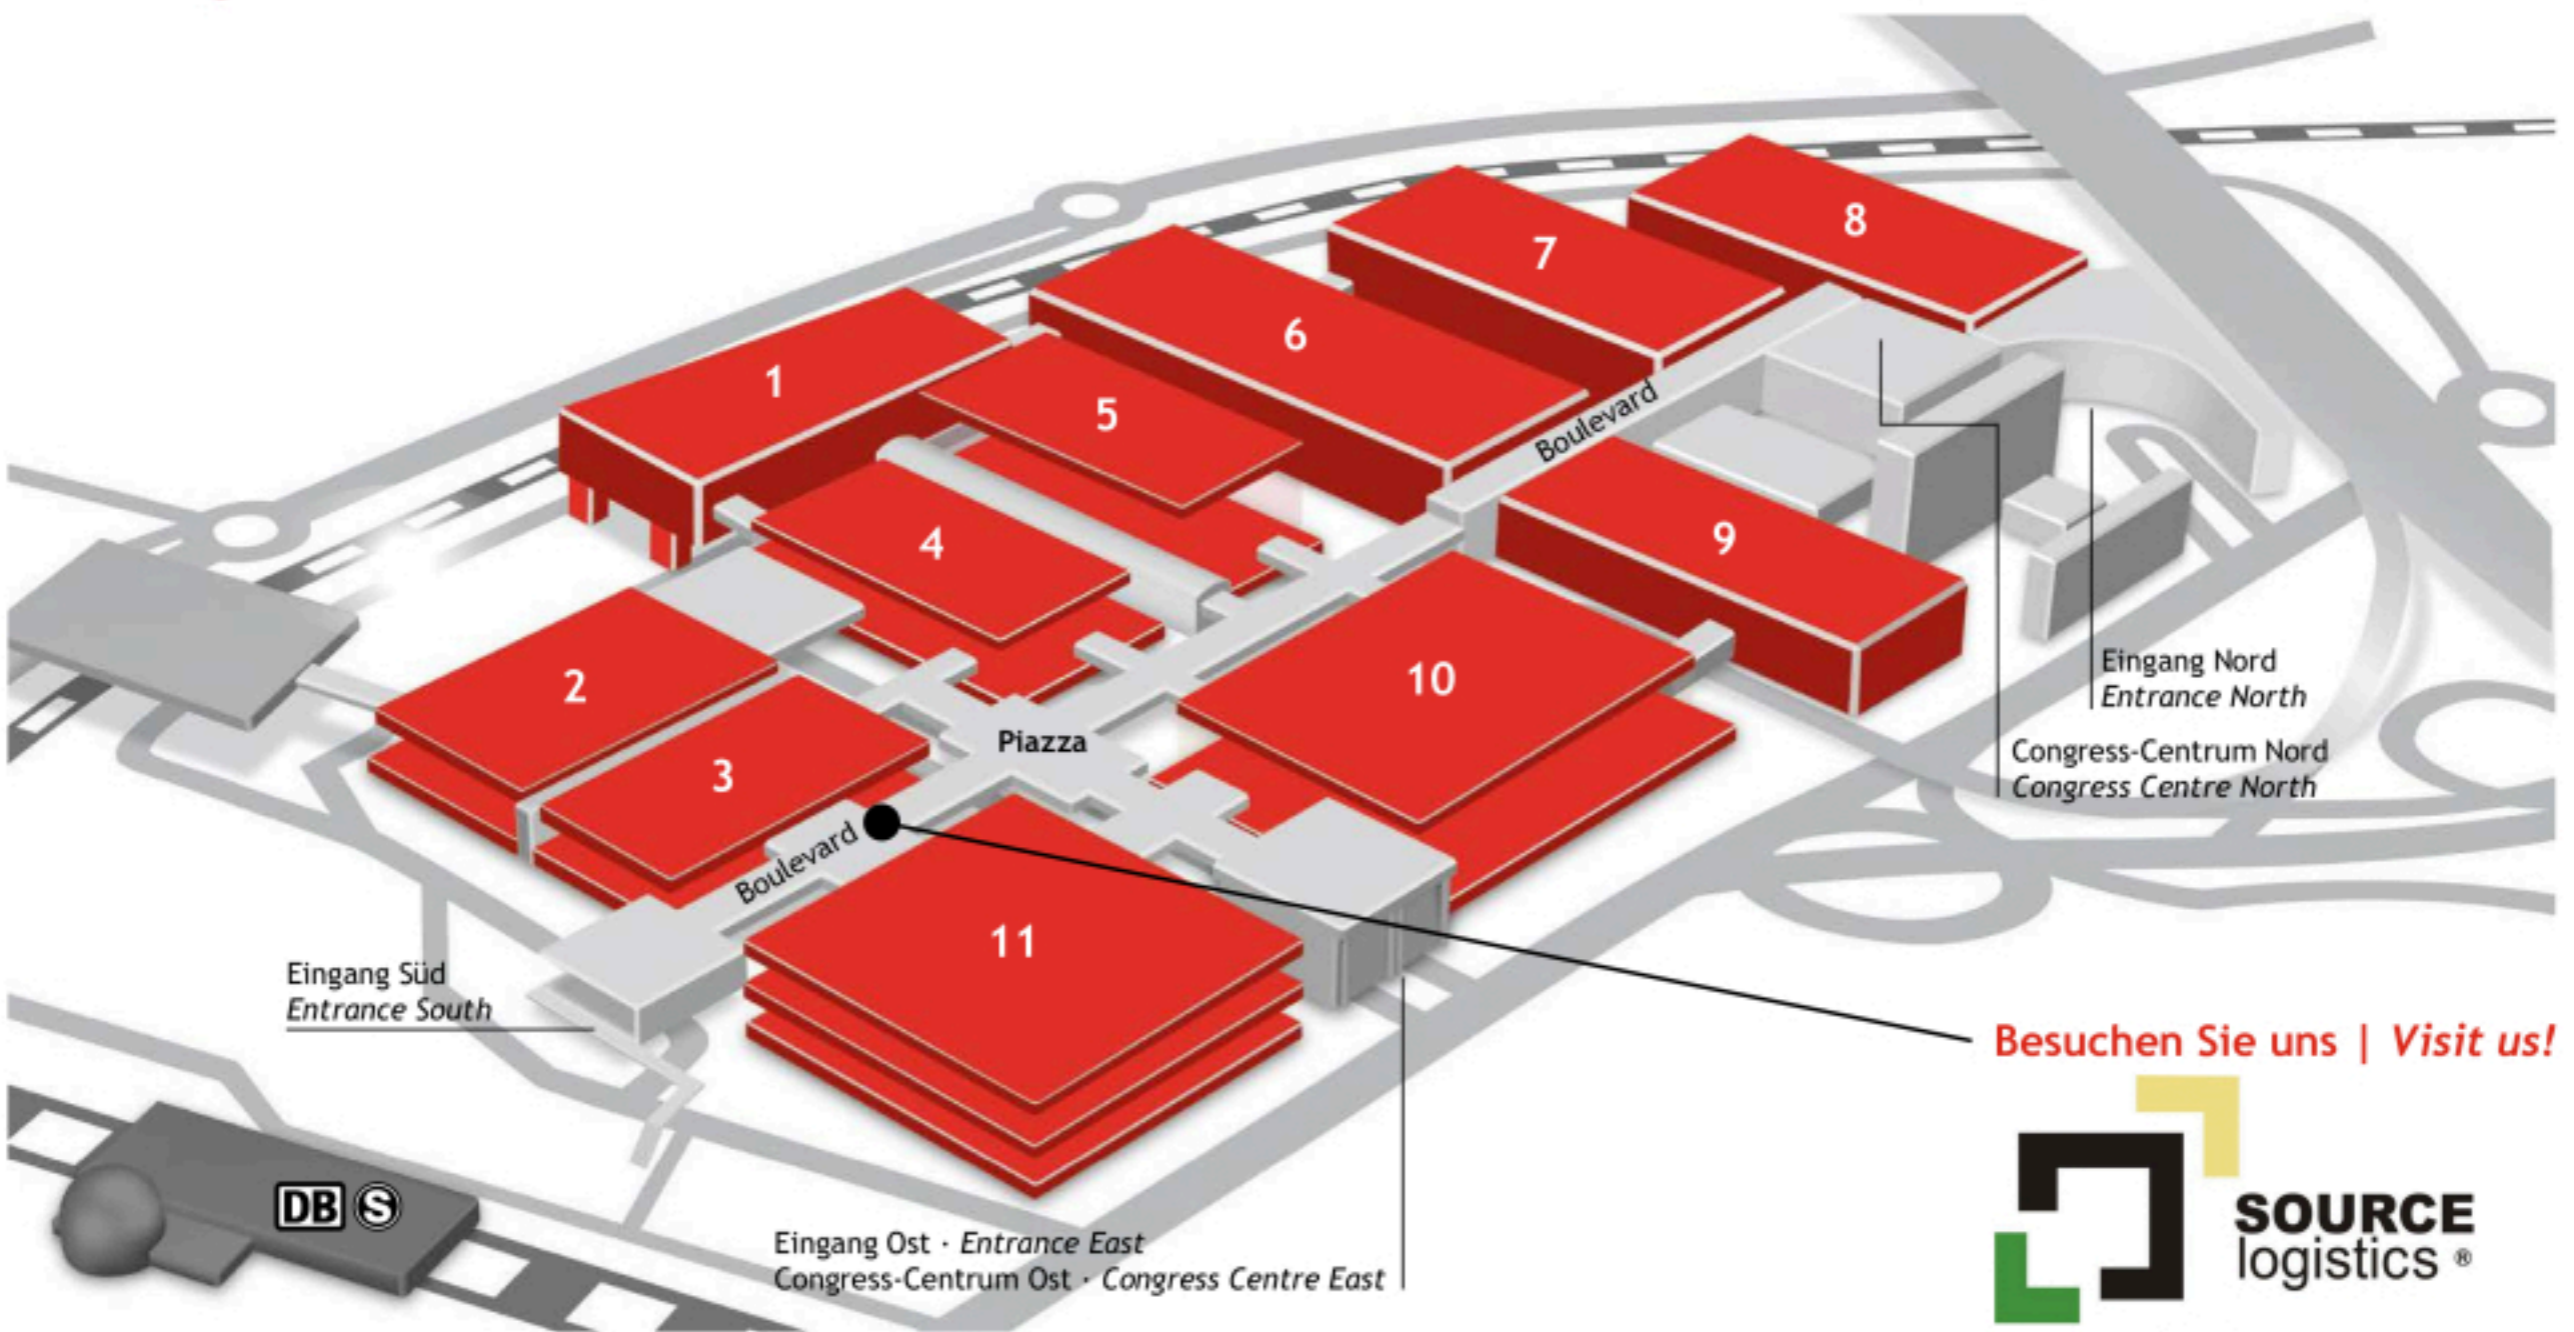 8
7
6
1
5
Boulevard
4
9
2
10
Eingang Nord
Entrance North
Piazza
Congress-Centrum Nord
Congress Centre North
3
Boulevard
11
Eingang Süd
Entrance South
Besuchen Sie uns | Visit us!
DB S
SOURCE
logistics ®
Eingang Ost · Entrance East
Congress-Centrum Ost · Congress Centre East